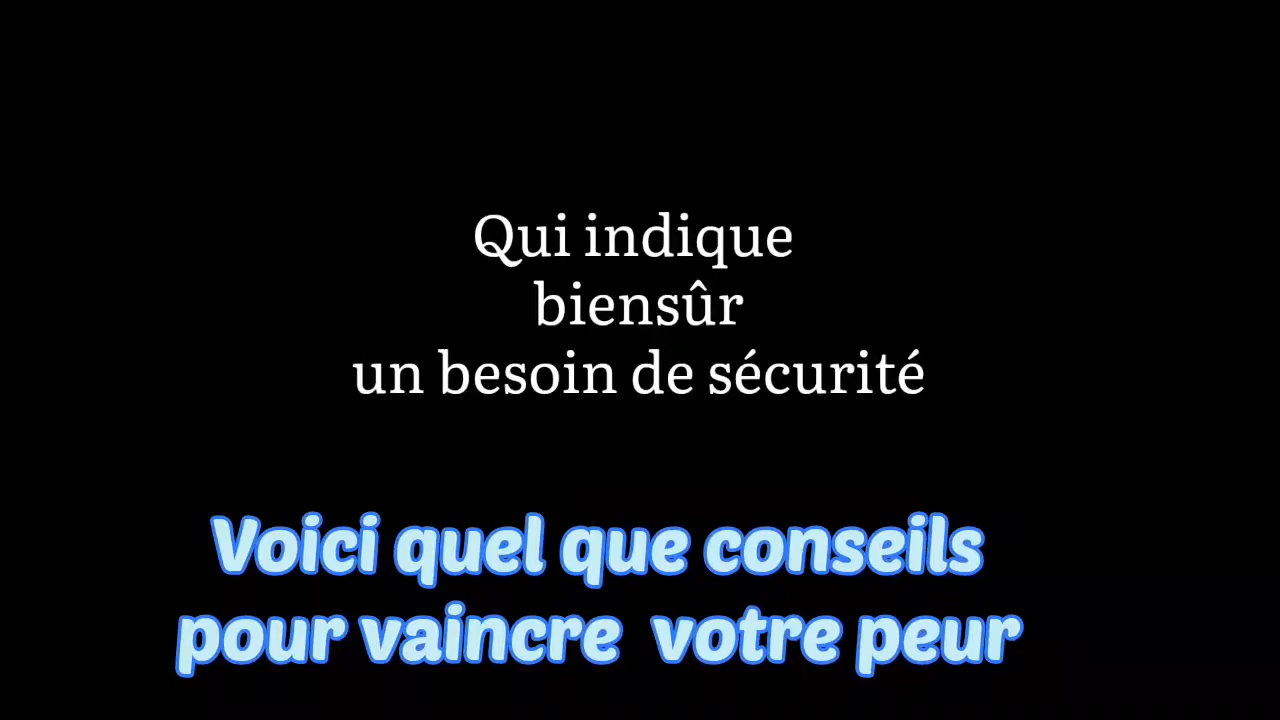 Qui indique
biensûr
un besoin de sécurité
Voici quel que conseils
pour vaincre votre peur